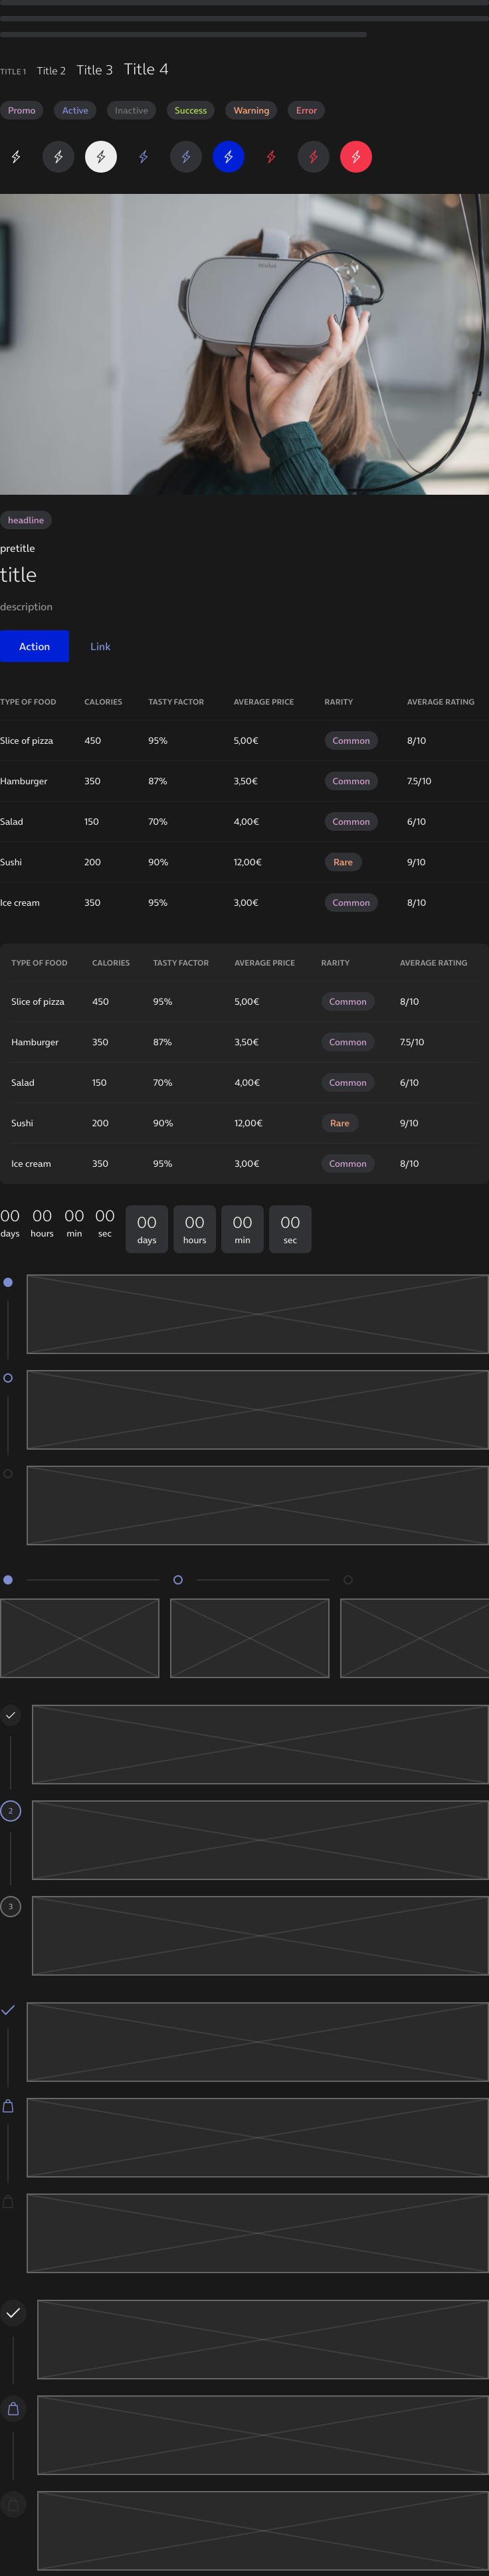 TITLE 1 Title 2 Title 3 Title 4
Promo Active Inactive Success Warning Error
oculus
headline
pretitle
title
description
Action Link
TYPE OF FOOD CALORIES TASTY FACTOR AVERAGE PRICE RARITY AVERAGE RATING
Slice of pizza 450 95% 5,00€ Common 8/10
Hamburger 350 87% 3,50€ Common 7.5/10
Salad 150 70% 4,00€ Common 6/10
Sushi 200 90% 12,00€ Rare 9/10
Ice cream 350 95% 3,00€ Common 8/10
TYPE OF FOOD CALORIES TASTY FACTOR AVERAGE PRICE RARITY AVERAGE RATING
Slice of pizza 450 95% 5,00€ Common 8/10
Hamburger 350 87% 3,50€ Common 7.5/10
Salad 150 70% 4,00€ Common 6/10
Sushi 200 90% 12,00€ Rare 9/10
Ice cream 350 95% 3,00€ Common 8/10
00 00 00 00 00 00 00 00
days hours min sec days hours min sec
2
3